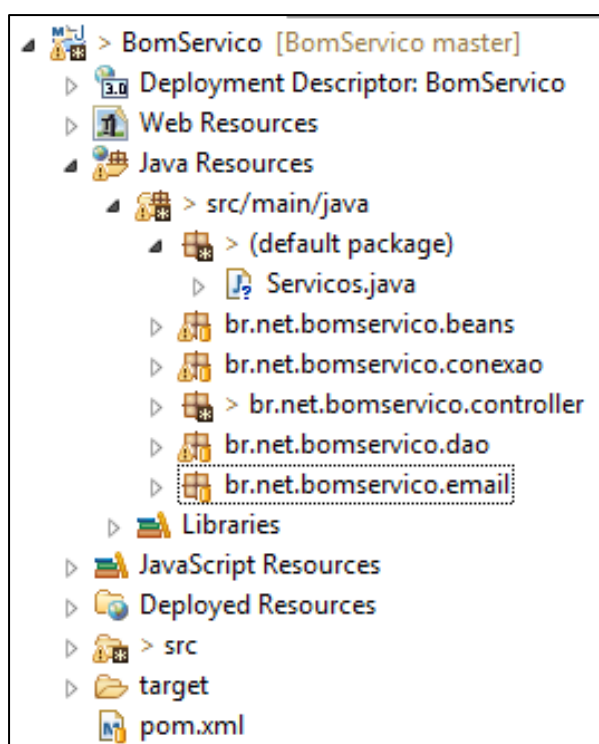 > BomServico [BomServico master]
3.0 Deployment Descriptor: BomServico
Web Resources
Java Resources
> src/main/java
> (default package)
Servicos.java
br.net.bomservico.beans
br.net.bomservico.conexao
> br.net.bomservico.controller
br.net.bomservico.dao
br.net.bomservico.email
Libraries
JavaScript Resources
Deployed Resources
> src
target
pom.xml